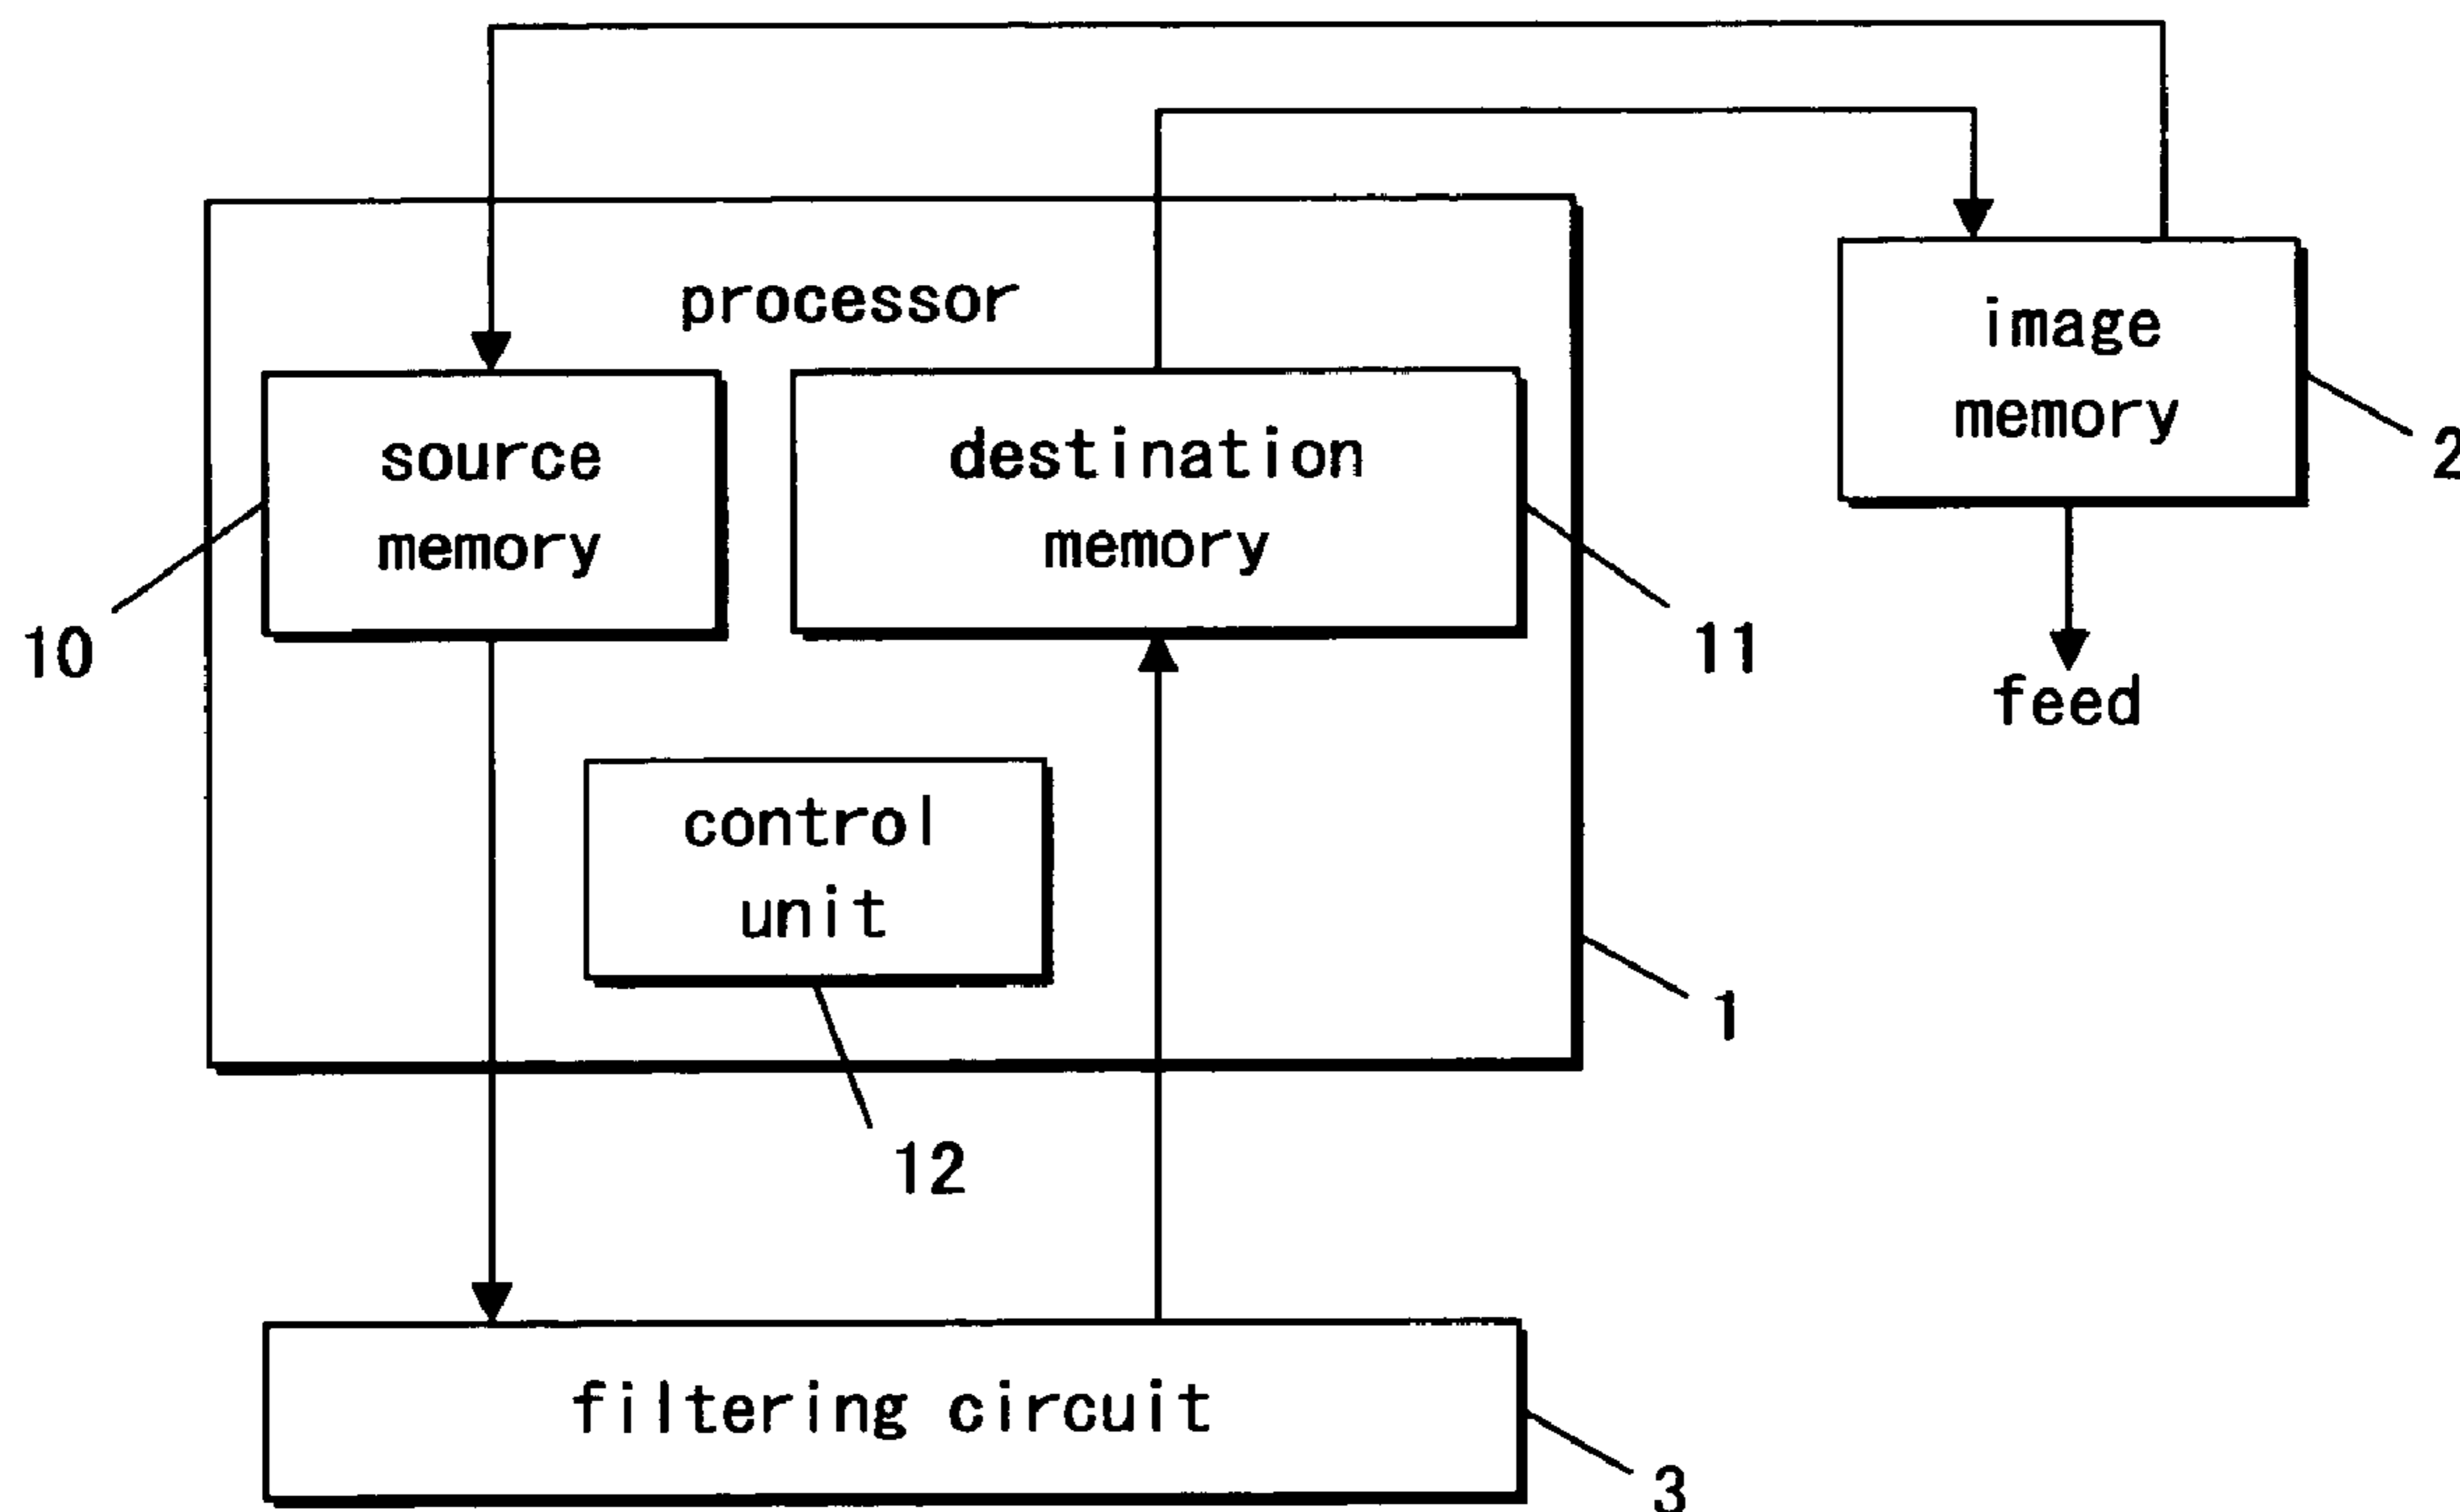 processor
image
memory
source
memory
destination
memory
2
10
11
feed
control
unit
1
12
filtering circuit
3